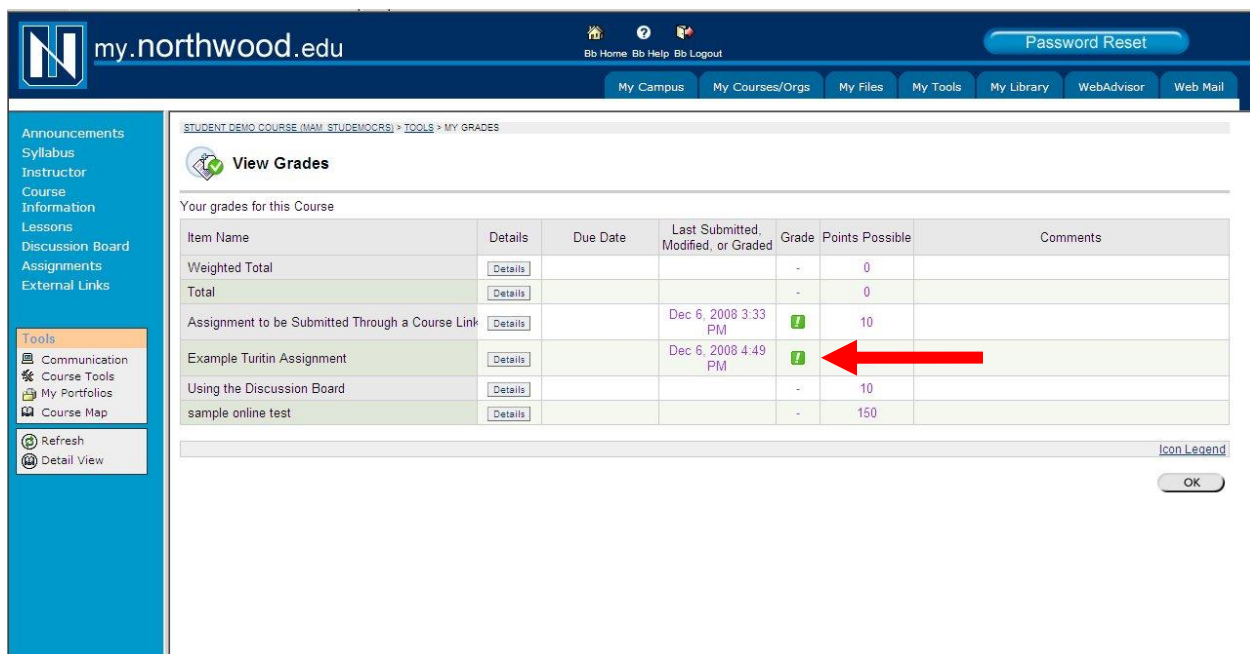 my.northwood.edu
Bb Home Bb Help Bb Logout
Password Reset
My Campus My Courses/Orgs My Files My Tools My Library WebAdvisor Web Mail
Announcements
Syllabus
Instructor
Course
Information
Lessons
Discussion Board
Assignments
External Links
Tools
Communication
Course Tools
My Portfolios
Course Map
Refresh
Detail View
STUDENT DEMO COURSE (MAM_STUDEMOCRS) > TOOLS > MY GRADES
View Grades
Your grades for this Course
Item Name Details Due Date Last Submitted, Modified, or Graded Grade Points Possible Comments
Weighted Total Details - 0
Total Details - 0
Assignment to be Submitted Through a Course Link Details Dec 6, 2008 3:33 PM ! 10
Example Turitin Assignment Details Dec 6, 2008 4:49 PM !
Using the Discussion Board Details - 10
sample online test Details - 150
Icon Legend
OK